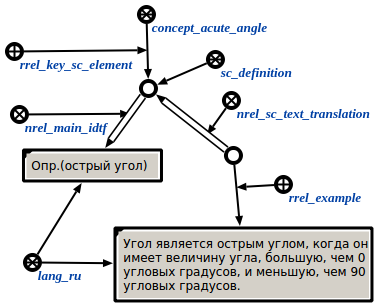 concept_acute_angle
rrel_key_sc_element
sc_definition
nrel_sc_text_translation
nrel_main_idtf
Опр.(острый угол)
rrel_example
Угол является острым углом, когда он
имеет величину угла, большую, чем 0
угловых градусов, и меньшую, чем 90
угловых градусов.
lang_ru